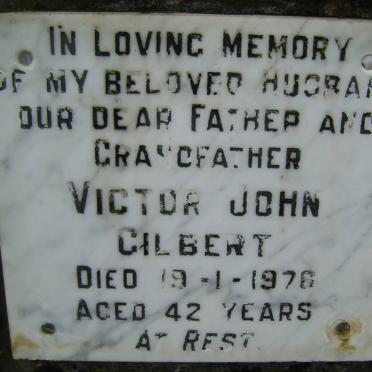 IN LOVING MEMORY
OF MY BELOVED HUSBAND
OUR DEAR FATHER AND
GRANDFATHER
VICTOR JOHN
GILBERT
DIED 19-1-1976
AGED 42 YEARS
AT REST.